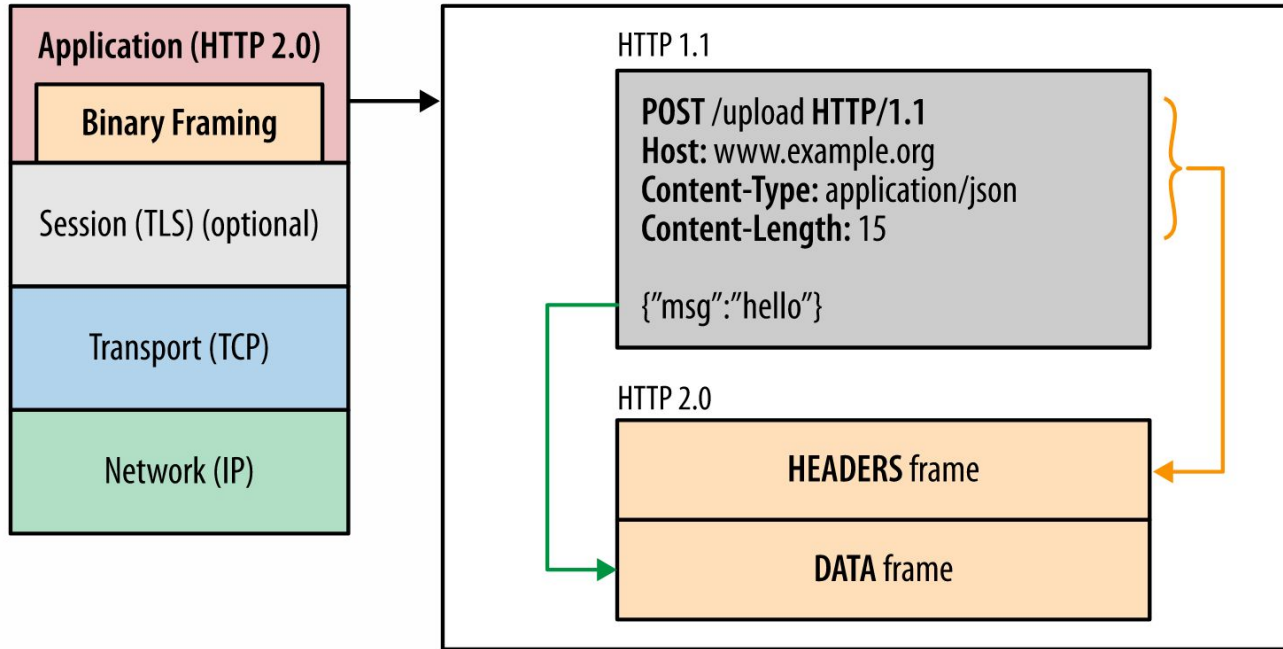 Application (HTTP 2.0)
Binary Framing
Session (TLS) (optional)
Transport (TCP)
Network (IP)
HTTP 1.1
POST /upload HTTP/1.1
Host: www.example.org
Content-Type: application/json
Content-Length: 15
{”msg”:”hello”}
HTTP 2.0
HEADERS frame
DATA frame